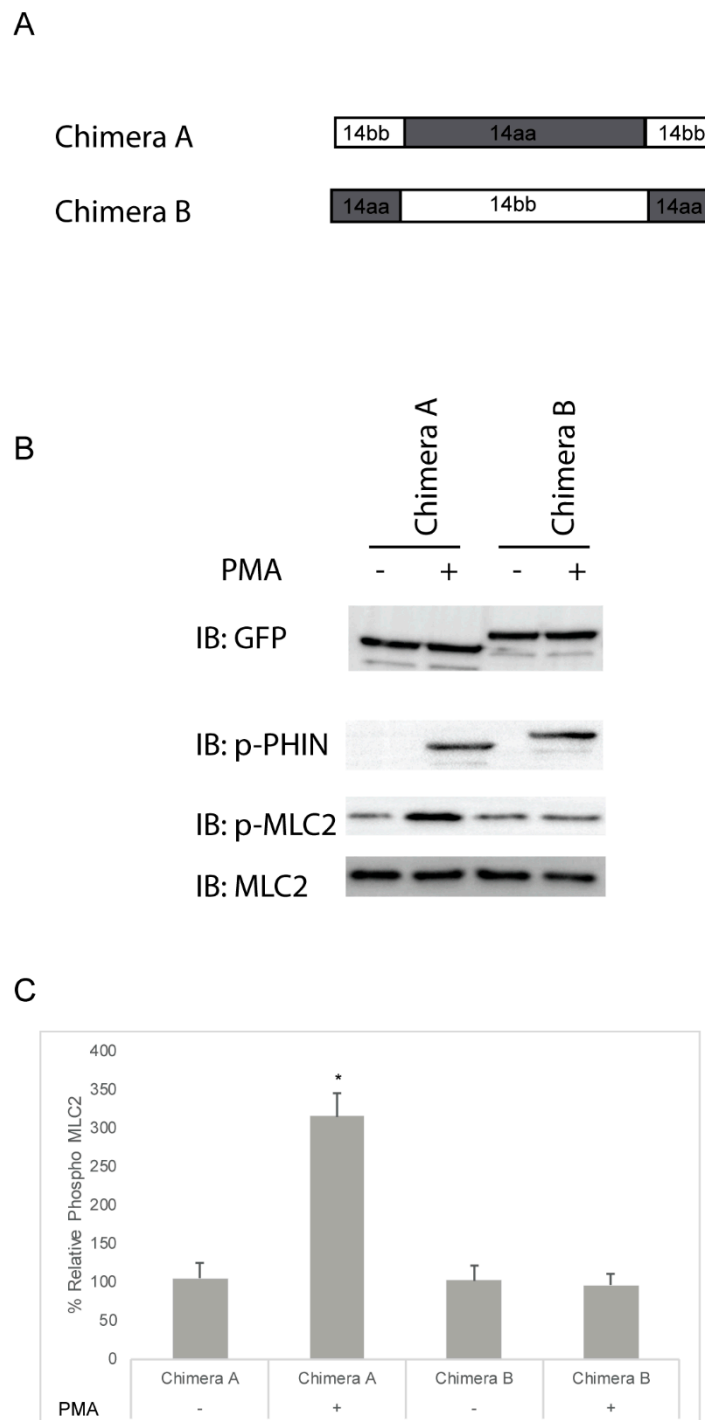 A
Chimera A 14bb 14aa 14bb
Chimera B 14aa 14bb 14aa
B
Chimera A Chimera B
PMA - + - +
IB: GFP
IB: p-PHIN
IB: p-MLC2
IB: MLC2
C
% Relative Phospho MLC2
400
350
300
250
200
150
100
50
0
*
Chimera A Chimera A Chimera B Chimera B
PMA - + - +